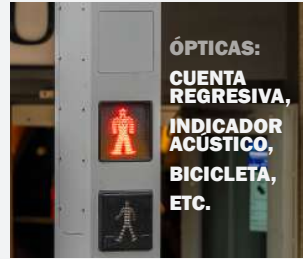 ÓPTICAS:
CUENTA
REGRESIVA,
INDICADOR
ACÚSTICO,
BICICLETA,
ETC.